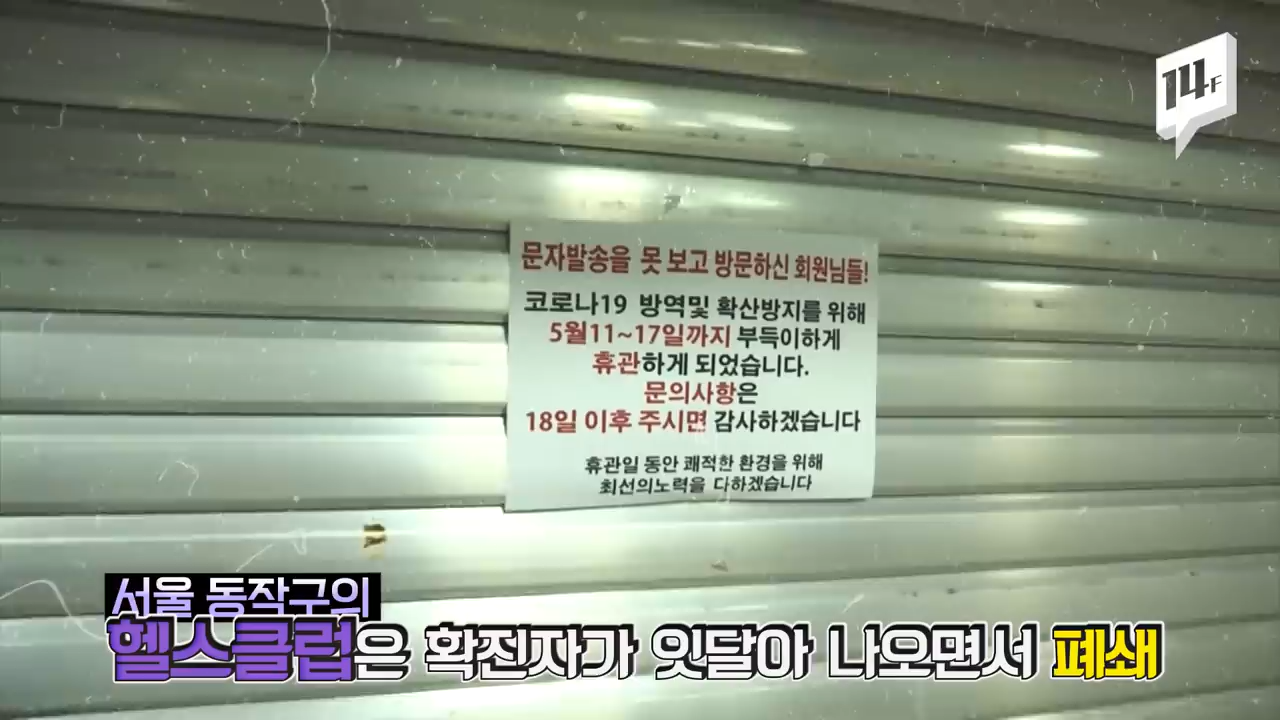 14F
문자발송을 못 보고 방문하신 회원님들!
코로나19 방역및 확산방지를 위해
5월11~17일까지 부득이하게
휴관하게 되었습니다.
문의사항은
18일 이후 주시면 감사하겠습니다
휴관일 동안 쾌적한 환경을 위해
최선의노력을 다하겠습니다
서울 동작구의
헬스클럽은 확진자가 잇달아 나오면서 폐쇄